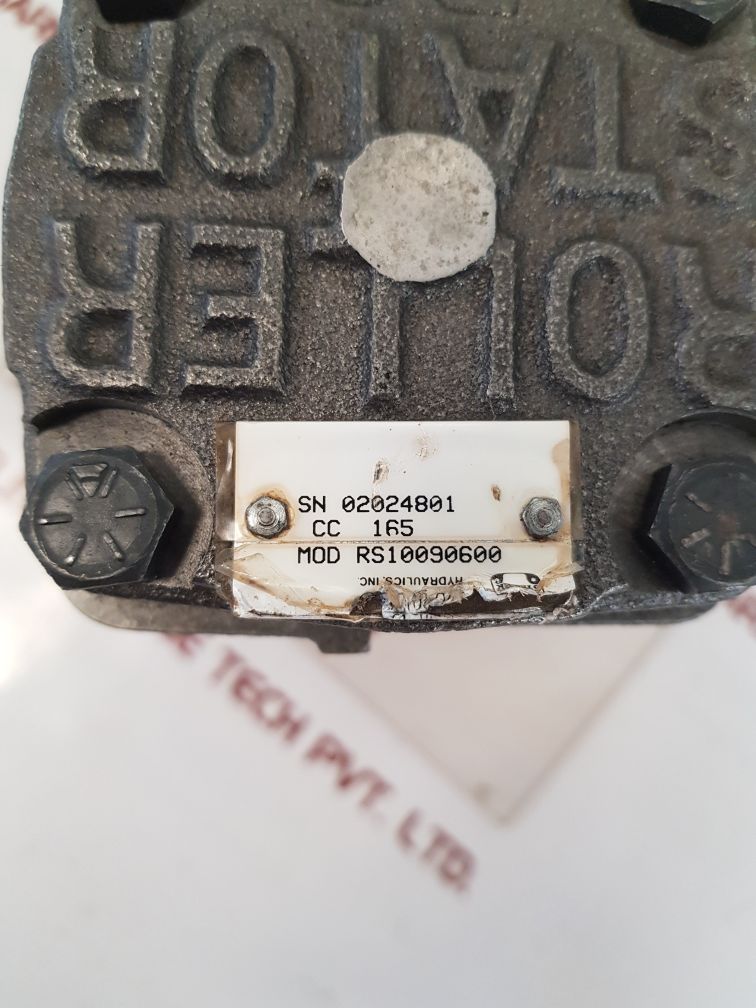 ROLLER
STATOR
SN 02024801
CC 165
MOD RS10090600
HYDRAULICS, INC.
TECH PVT. LTD.